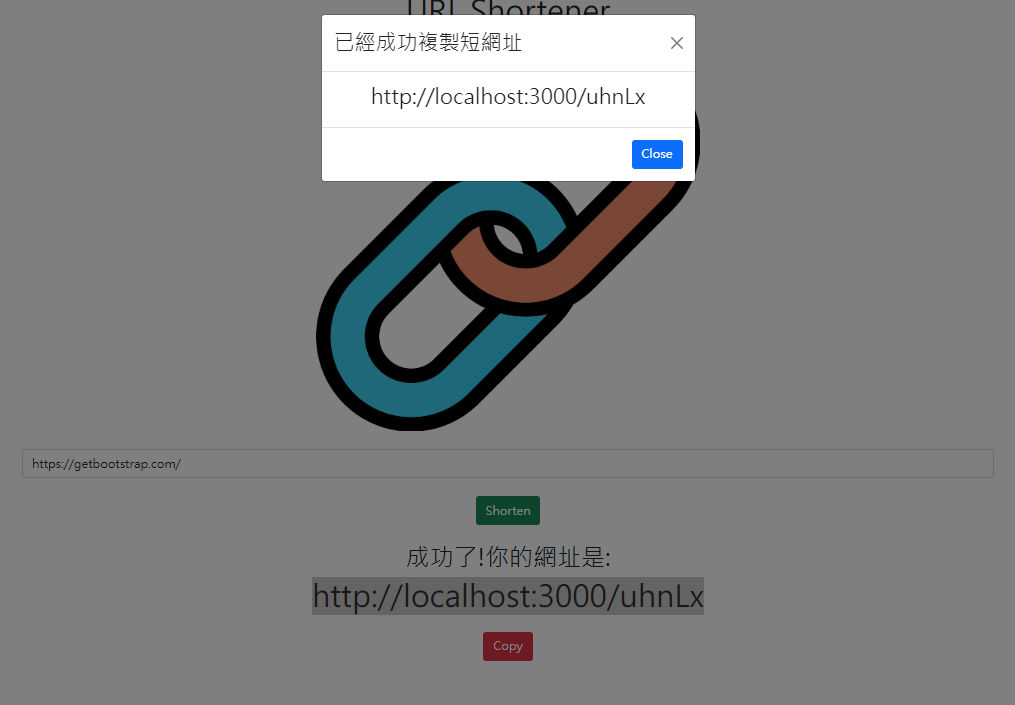 URL Shortener
已經成功複製短網址
http://localhost:3000/uhnLx
Close
https://getbootstrap.com/
Shorten
成功了!你的網址是:
http://localhost:3000/uhnLx
Copy